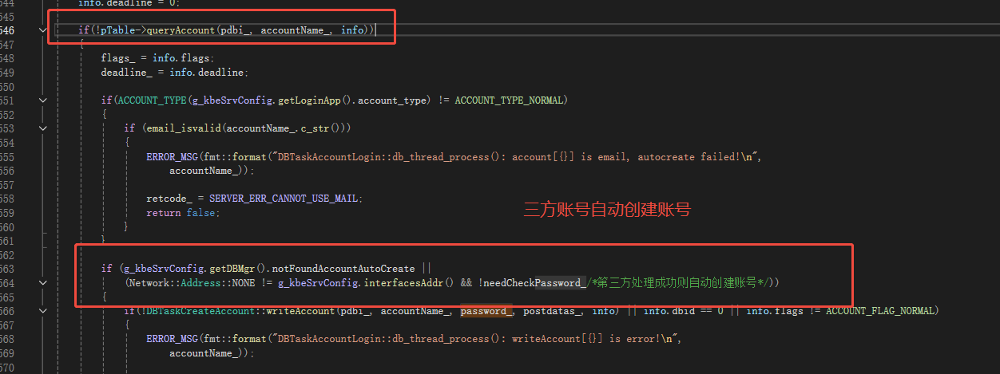 544 info.deadline = 0;
545
546 if(!pTable->queryAccount(pdbi_, accountName_, info))
547 {
548 flags_ = info.flags;
549 deadline_ = info.deadline;
550
551 if(ACCOUNT_TYPE(g_kbeSrvConfig.getLoginApp().account_type) != ACCOUNT_TYPE_NORMAL)
552 {
553 if (email_isvalid(accountName_.c_str()))
554 {
555 ERROR_MSG(fmt::format("DBTaskAccountLogin::db_thread_process(): account[{}] is email, autocreate failed!\n",
556 accountName_));
557
558 retcode_ = SERVER_ERR_CANNOT_USE_MAIL;
三方账号自动创建账号
559 return false;
560 }
561 }
562
563 if (g_kbeSrvConfig.getDBMgr().notFoundAccountAutoCreate ||
564 (Network::Address::NONE != g_kbeSrvConfig.interfacesAddr() && !needCheckPassword_/*第三方处理成功则自动创建账号*/))
565 {
566 if(!DBTaskCreateAccount::writeAccount(pdbi_, accountName_, password_, postdatas_, info) || info.dbid == 0 || info.flags != ACCOUNT_FLAG_NORMAL)
567 {
568 ERROR_MSG(fmt::format("DBTaskAccountLogin::db_thread_process(): writeAccount[{}] is error!\n",
569 accountName_));
570